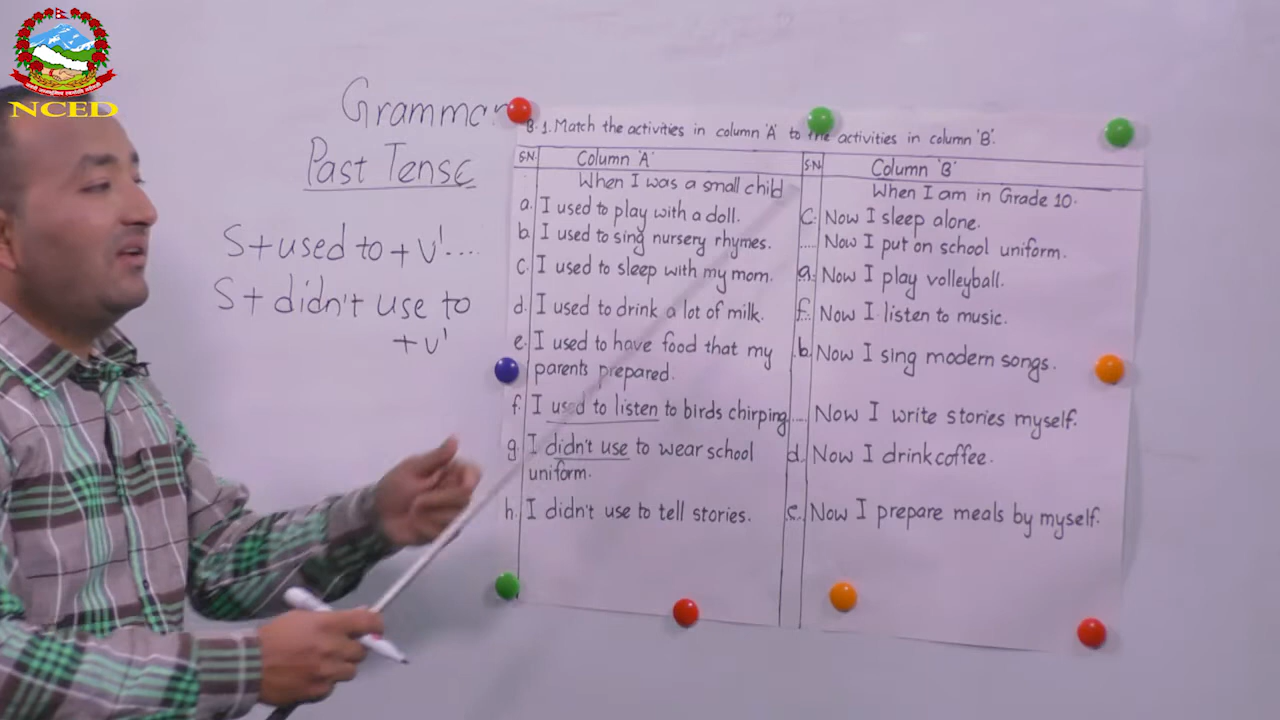 NCED
Grammar
Past Tense
S+used to + v'....
S+ didn't use to
+v'
B.1. Match the activities in column 'A' to the activities in column 'B'.
SN Column 'A'
When I was a small child
a. I used to play with a doll.
b. I used to sing nursery rhymes.
c. I used to sleep with my mom.
d. I used to drink a lot of milk.
e. I used to have food that my
parents prepared.
f. I used to listen to birds chirping
g. I didn't use to wear school
uniform.
h. I didn't use to tell stories.
S.N. Column 'B'
When I am in Grade 10.
C. Now I sleep alone.
.... Now I put on school uniform.
a. Now I play volleyball.
f. Now I listen to music.
b. Now I sing modern songs.
.... Now I write stories myself.
d. Now I drink coffee.
e. Now I prepare meals by myself.